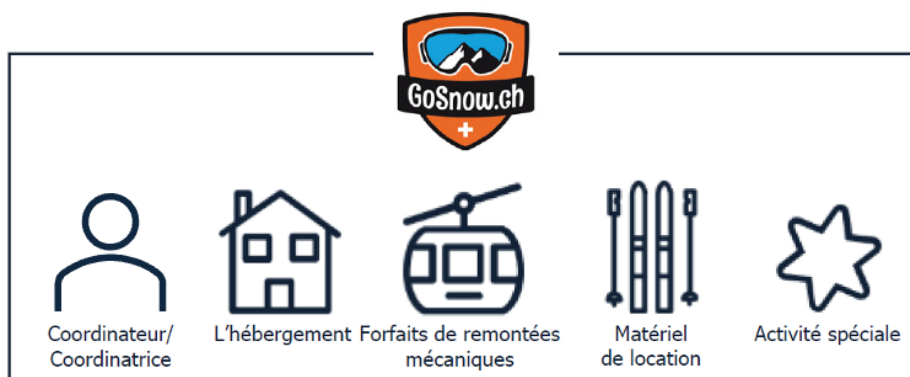 GoSnow.ch
Coordinateur/
Coordinatrice
L'hébergement
Forfaits de remontées
mécaniques
Matériel
de location
Activité spéciale